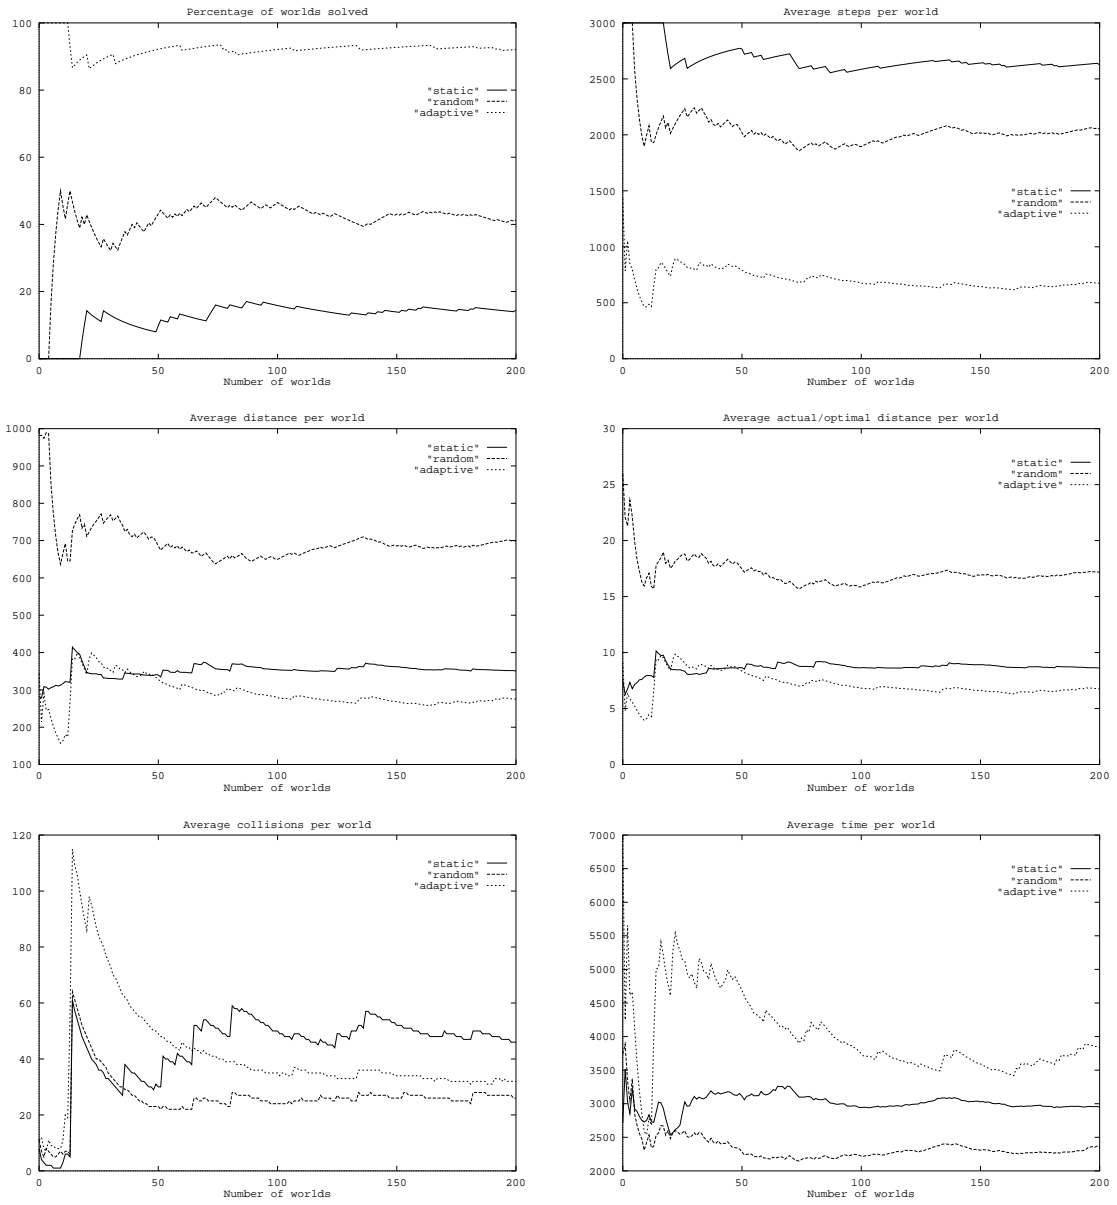 Percentage of worlds solved
100
80
60
40
20
0
"static"
"random"
"adaptive"
0 50 100 150 200
Number of worlds
Average steps per world
3000
2500
2000
1500
1000
500
0
"static"
"random"
"adaptive"
0 50 100 150 200
Number of worlds
Average distance per world
1000
900
800
700
600
500
400
300
200
100
"static"
"random"
"adaptive"
0 50 100 150 200
Number of worlds
Average actual/optimal distance per world
30
25
20
15
10
5
0
"static"
"random"
"adaptive"
0 50 100 150 200
Number of worlds
Average collisions per world
120
100
80
60
40
20
0
"static"
"random"
"adaptive"
0 50 100 150 200
Number of worlds
Average time per world
7000
6500
6000
5500
5000
4500
4000
3500
3000
2500
2000
"static"
"random"
"adaptive"
0 50 100 150 200
Number of worlds